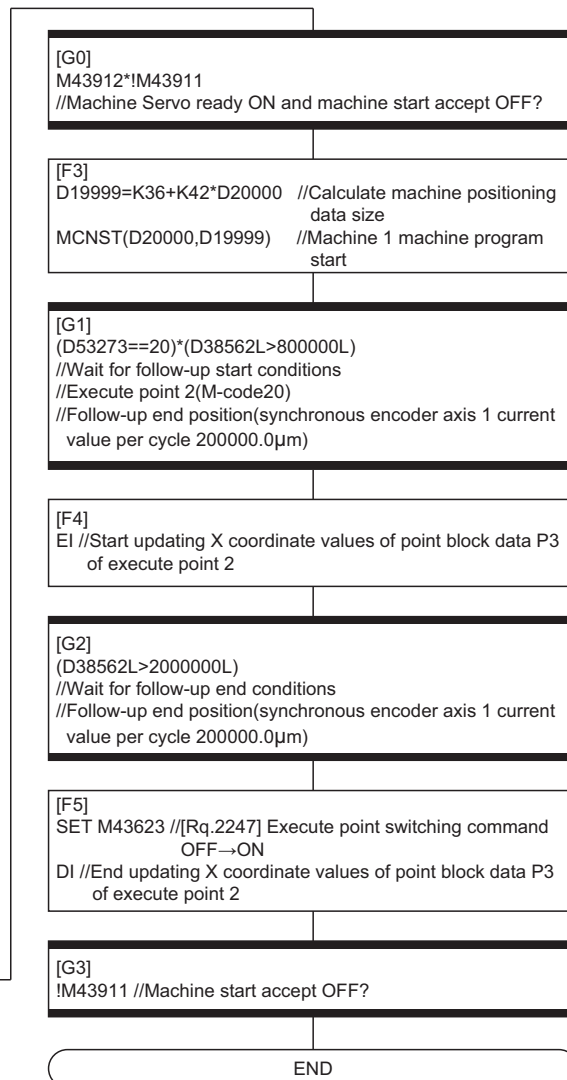 [G0]
M43912*!M43911
//Machine Servo ready ON and machine start accept OFF?
[F3]
D19999=K36+K42*D20000 //Calculate machine positioning
data size
MCNST(D20000,D19999) //Machine 1 machine program
start
[G1]
(D53273==20)*(D38562L>800000L)
//Wait for follow-up start conditions
//Execute point 2(M-code20)
//Follow-up end position(synchronous encoder axis 1 current
value per cycle 200000.0μm)
[F4]
EI //Start updating X coordinate values of point block data P3
of execute point 2
[G2]
(D38562L>2000000L)
//Wait for follow-up end conditions
//Follow-up end position(synchronous encoder axis 1 current
value per cycle 200000.0μm)
[F5]
SET M43623 //[Rq.2247] Execute point switching command
OFF→ON
DI //End updating X coordinate values of point block data P3
of execute point 2
[G3]
!M43911 //Machine start accept OFF?
END